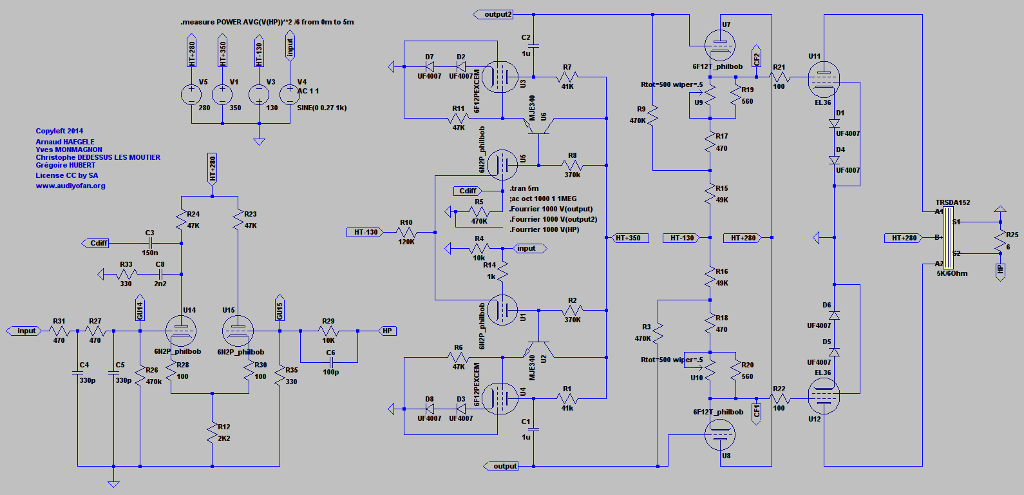 .measure POWER AVG(V(HP))**2 /6 from 0m to 5m
HT+280
HT+350
HT-130
input
V5
280
V1
350
V3
130
V4
AC 1 1
SINE(0 0.27 1k)
Copyleft 2014
Arnaud HAEGELE
Yves MONMAGNON
Christophe DEDESSUS LES MOUTIER
Grégoire HUBERT
License CC by SA
www.audiyofan.org
HT+280
R24
47K
R23
47K
Cdiff
C3
150n
R33
330
C8
2n2
GU14
GU15
U14
6H2P_philbob
U15
6H2P_philbob
input
R31
470
R27
470
C4
330p
C5
330p
R26
470k
R28
100
R30
100
R35
330
R29
10K
C6
100p
HP
R12
2K2
output2
C2
1u
D7
UF4007
D2
UF4007
6F12PEXCEM
U3
R7
41K
R11
47K
MJE340
U6
6H2P_philbob
U5
R8
370k
Cdiff
R5
470K
.tran 5m
;ac oct 1000 1 1MEG
.Fourrier 1000 V(output)
.Fourrier 1000 V(output2)
.Fourrier 1000 V(HP)
HT-130
R10
120K
R4
10k
input
R14
1k
HT+350
6H2P_philbob
U1
R2
370K
R6
47K
MJE340
U2
D8
UF4007
D3
UF4007
6F12PEXCEM
U4
R1
41k
C1
1u
output
U7
6F12T_philbob
CF2
Rtot=500 wiper=.5
U9
R19
560
R21
100
R9
470K
R17
470
R15
49K
HT-130
HT+280
R16
49K
R3
470K
R18
470
Rtot=500 wiper=.5
U10
R20
560
R22
100
CF1
6F12T_philbob
U8
U11
EL36
D1
UF4007
D4
UF4007
HT+280
TRSDA152
A1
B
A2
S1
S2
5K/6Ohm
R25
6
HP
D6
UF4007
D5
UF4007
EL36
U12